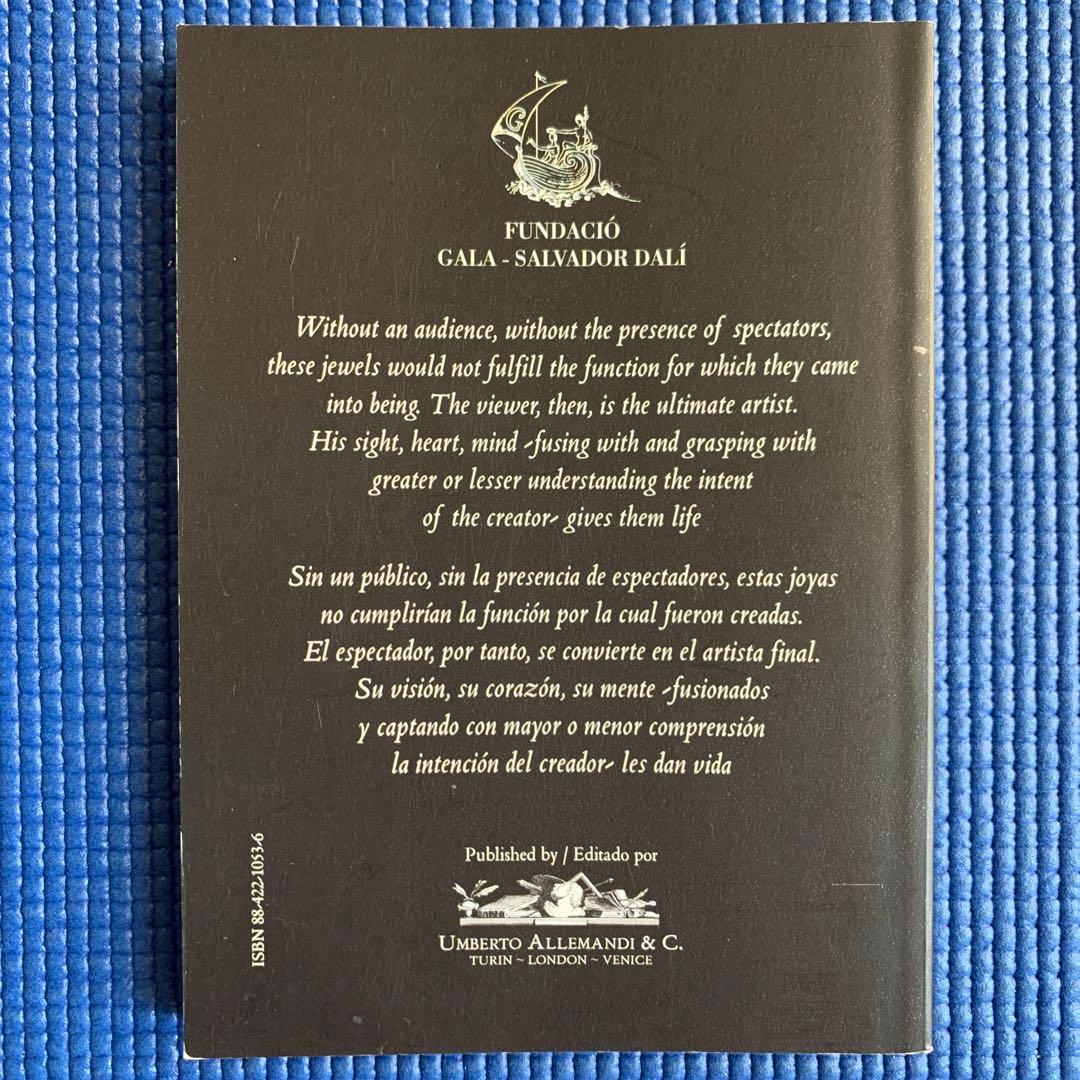 G
FUNDACIÓ
GALA - SALVADOR DALÍ
Without an audience, without the presence of spectators,
these jewels would not fulfill the function for which they came
into being. The viewer, then, is the ultimate artist.
His sight, heart, mind -fusing with and grasping with
greater or lesser understanding the intent
of the creator- gives them life
Sin un público, sin la presencia de espectadores, estas joyas
no cumplirían la función por la cual fueron creadas.
El espectador, por tanto, se convierte en el artista final.
Su visión, su corazón, su mente -fusionados
y captando con mayor o menor comprensión
la intención del creador- les dan vida
ISBN 88-422-1053-6
Published by / Editado por
UMBERTO ALLEMANDI & C.
TURIN ~ LONDON ~ VENICE